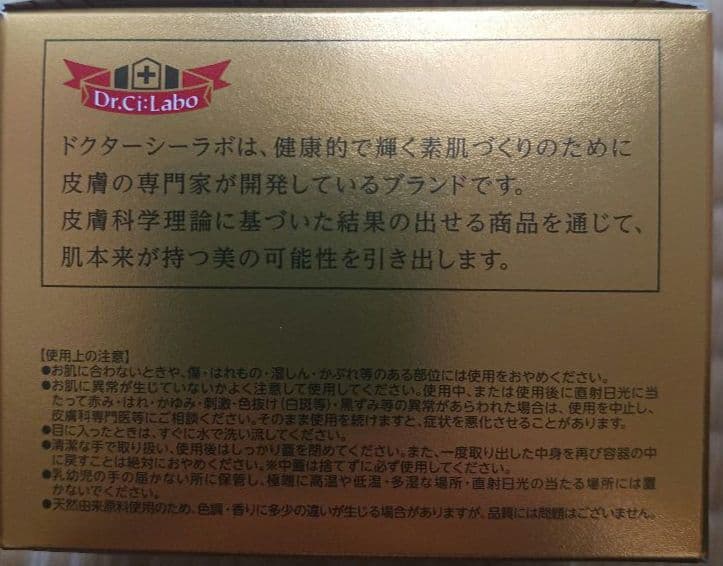 Dr.Ci:Labo
ドクターシーラボは、健康的で輝く素肌づくりのために
皮膚の専門家が開発しているブランドです。
皮膚科学理論に基づいた結果の出せる商品を通じて、
肌本来が持つ美の可能性を引き出します。
【使用上の注意】
●お肌に合わないときや、傷・はれもの・湿しん・かぶれ等のある部位には使用をおやめください。
●お肌に異常が生じていないかよく注意して使用してください。使用中、または使用後に直射日光に当
たって赤み・はれ・かゆみ・刺激・色抜け(白斑等)・黒ずみ等の異常があらわれた場合は、使用を中止し、
皮膚科専門医等にご相談ください。そのまま使用を続けますと、症状を悪化させることがあります。
●目に入ったときは、すぐに水で洗い流してください。
●清潔な手で取り扱い、使用後はしっかり蓋を閉めてください。また、一度取り出した中身を再び容器の中
に戻すことは絶対におやめください。※中蓋は捨てずに必ず使用してください。
●乳幼児の手の届かない所に保管し、極端に高温や低温・多湿な場所・直射日光の当たる場所には置
かないでください。
●天然由来原料使用のため、色調・香りに多少の違いが生じる場合がありますが、品質には問題はございません。